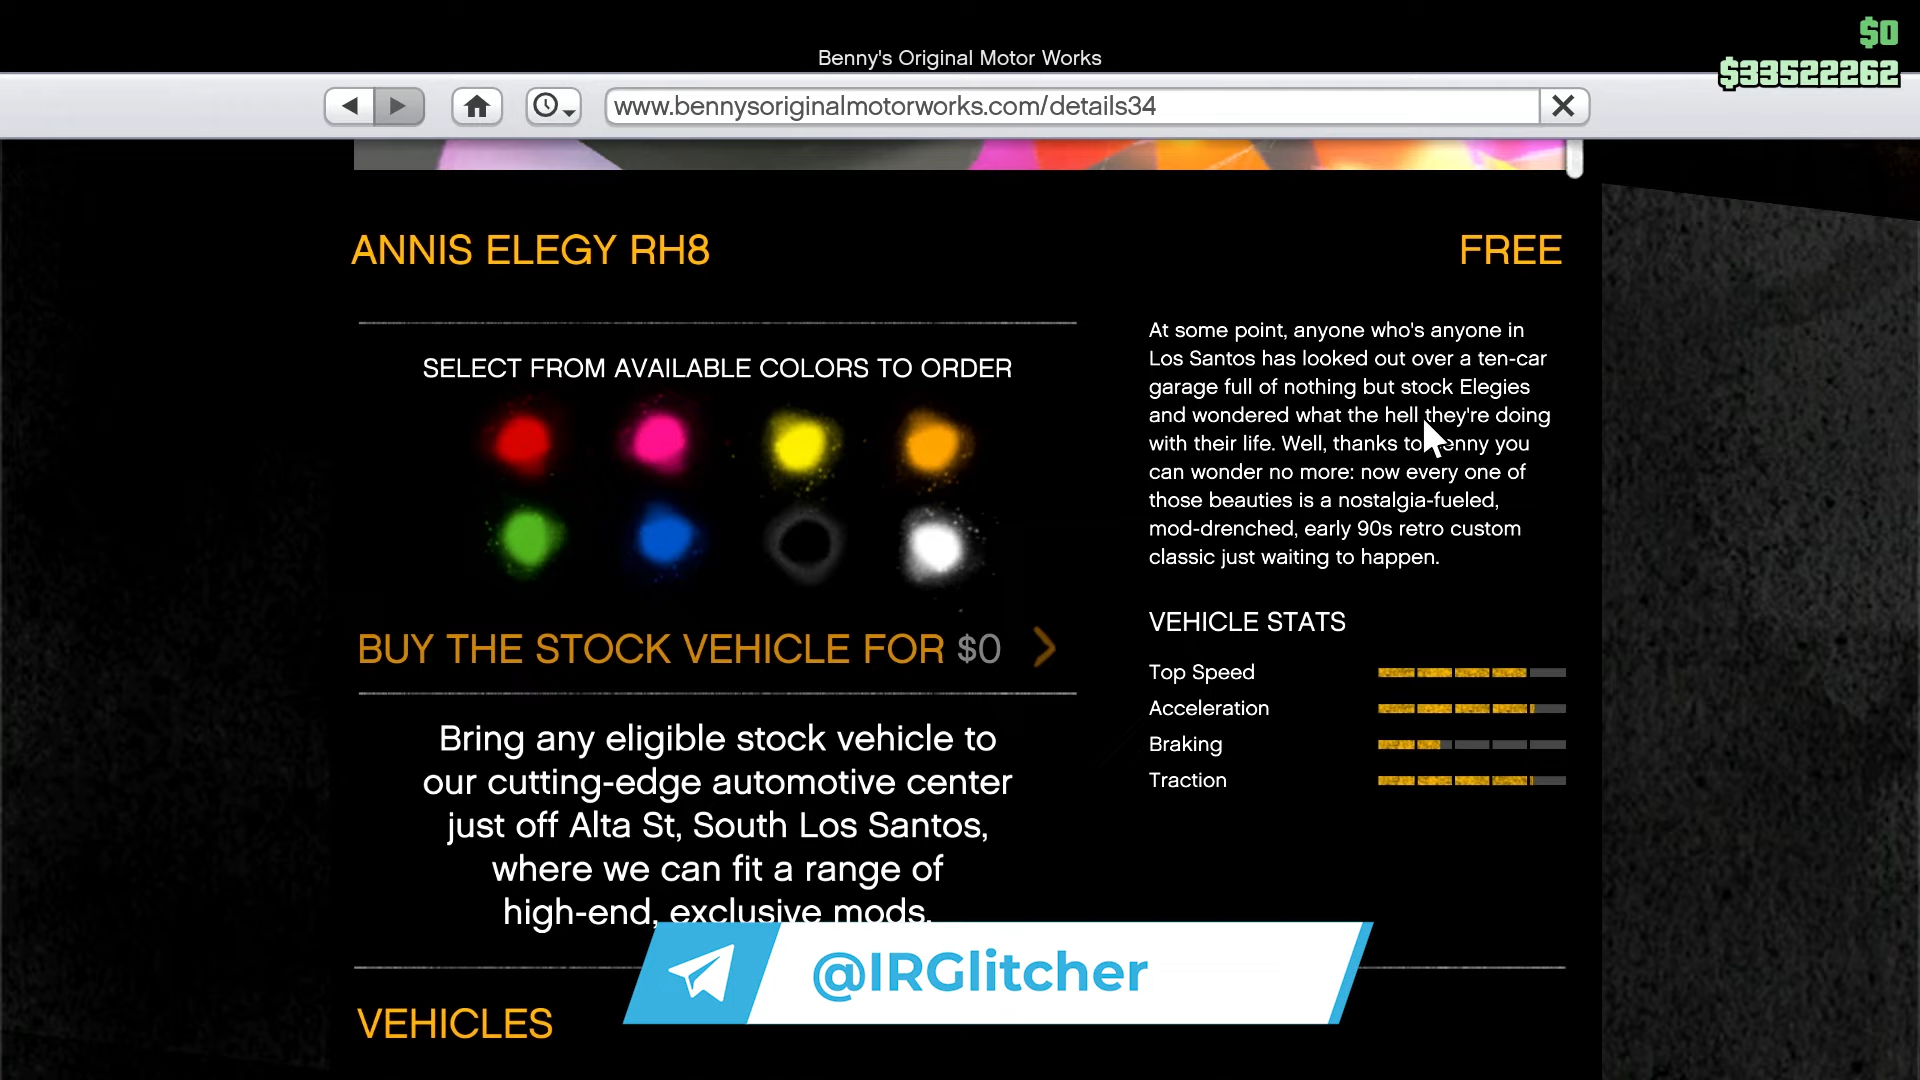 $0
Benny's Original Motor Works
$33522262
www.bennysoriginalmotorworks.com/details34
ANNIS ELEGY RH8
FREE
SELECT FROM AVAILABLE COLORS TO ORDER
BUY THE STOCK VEHICLE FOR $0
Bring any eligible stock vehicle to
our cutting-edge automotive center
just off Alta St, South Los Santos,
where we can fit a range of
high-end, exclusive mods.
At some point, anyone who's anyone in
Los Santos has looked out over a ten-car
garage full of nothing but stock Elegies
and wondered what the hell they're doing
with their life. Well, thanks to Benny you
can wonder no more: now every one of
those beauties is a nostalgia-fueled,
mod-drenched, early 90s retro custom
classic just waiting to happen.
VEHICLE STATS
Top Speed
Acceleration
Braking
Traction
@IRGlitcher
VEHICLES